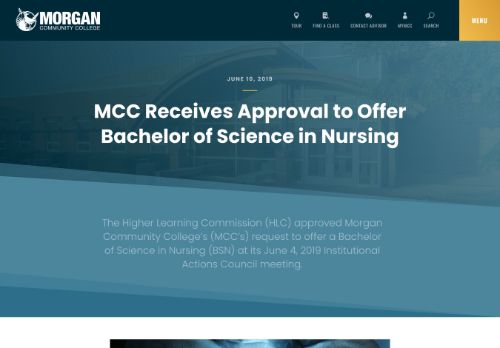 MORGAN
COMMUNITY COLLEGE
TOUR
FIND A CLASS
CONTACT ADVISOR
MYMCC
SEARCH
MENU
JUNE 10, 2019
MCC Receives Approval to Offer
Bachelor of Science in Nursing
The Higher Learning Commission (HLC) approved Morgan
Community College's (MCC's) request to offer a Bachelor
of Science in Nursing (BSN) at its June 4, 2019 Institutional
Actions Council meeting.